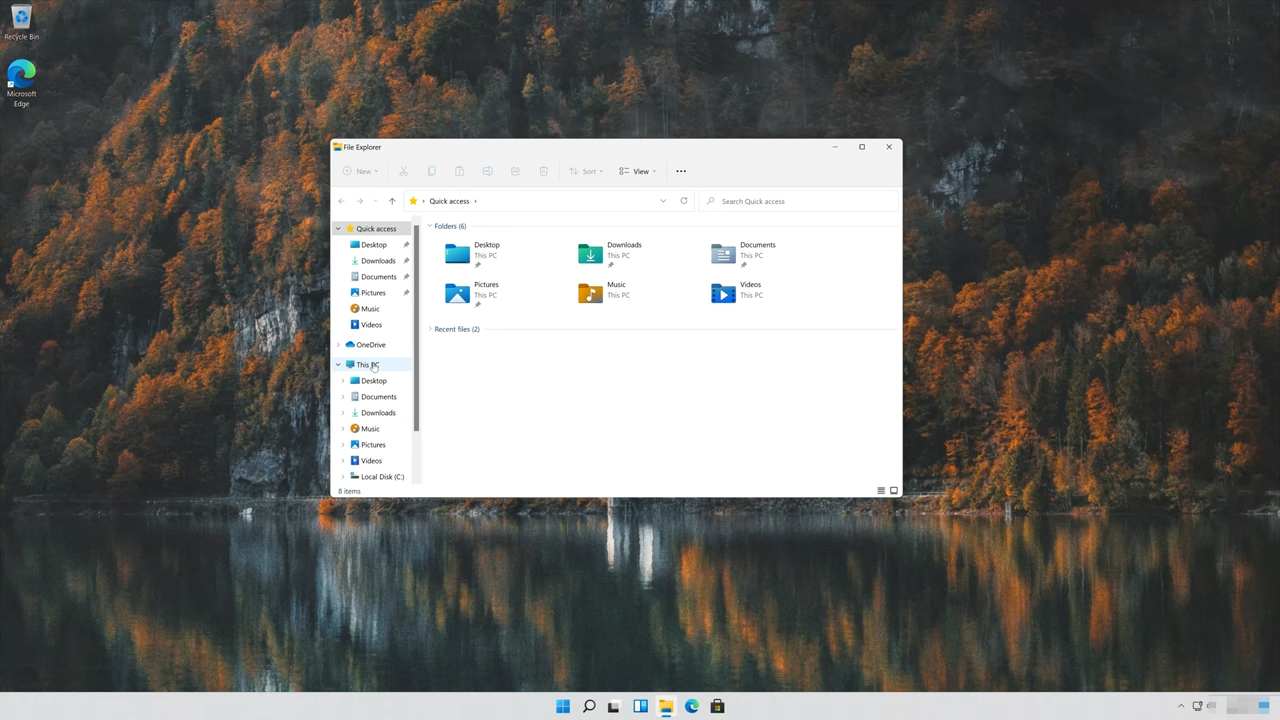 Recycle Bin
Microsoft
Edge
File Explorer
New
Sort
View
Quick access
Search Quick access
Quick access
Desktop
Downloads
Documents
Pictures
Music
Videos
OneDrive
This PC
Desktop
Documents
Downloads
Music
Pictures
Videos
Local Disk (C:)
Folders (6)
Desktop
This PC
Downloads
This PC
Documents
This PC
Pictures
This PC
Music
This PC
Videos
This PC
Recent files (2)
8 items